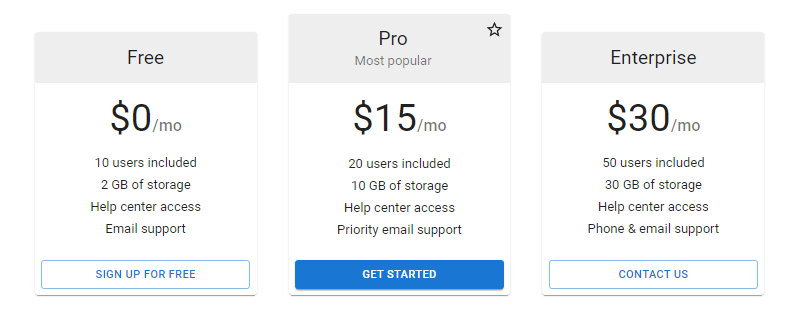 Free
$0/mo
10 users included
2 GB of storage
Help center access
Email support
SIGN UP FOR FREE
Pro
Most popular
$15/mo
20 users included
10 GB of storage
Help center access
Priority email support
GET STARTED
Enterprise
$30/mo
50 users included
30 GB of storage
Help center access
Phone & email support
CONTACT US